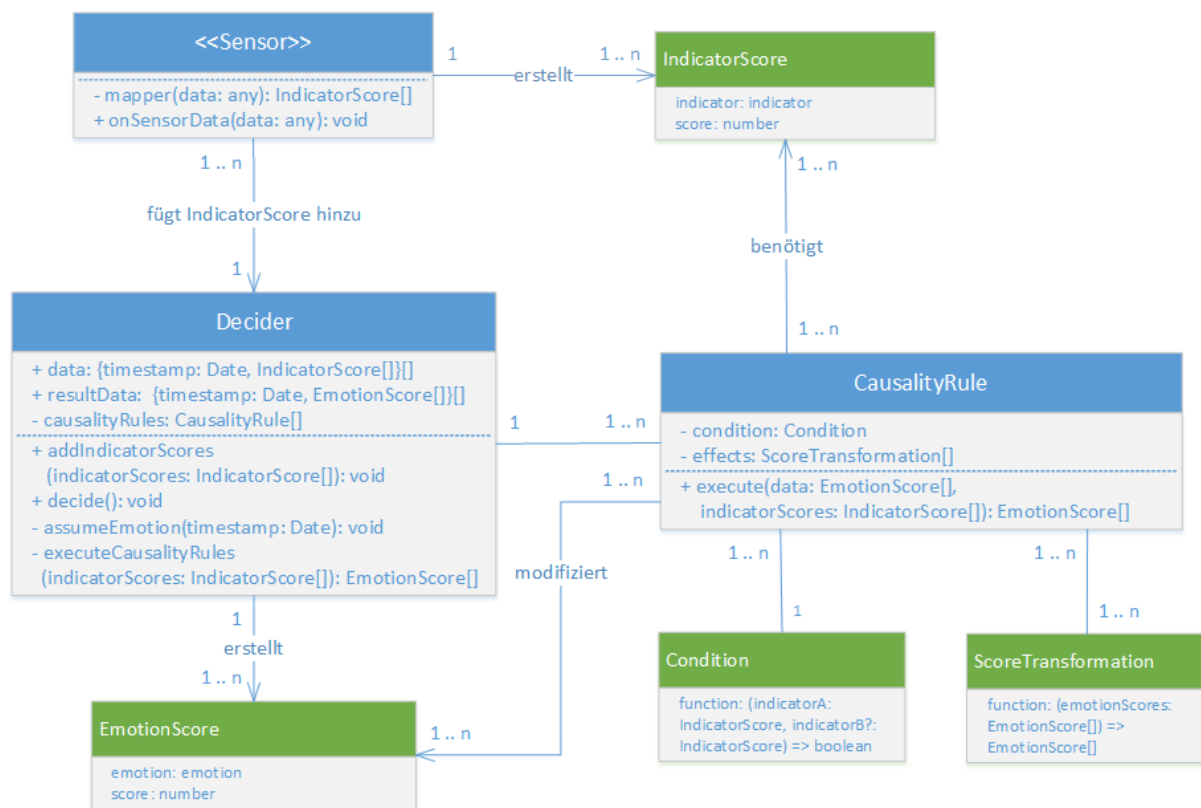 <<Sensor>>
- mapper(data: any): IndicatorScore[]
+ onSensorData(data: any): void
1
erstellt
1 .. n
IndicatorScore
indicator: indicator
score: number
1 .. n
fügt IndicatorScore hinzu
1
1 .. n
benötigt
1 .. n
Decider
+ data: {timestamp: Date, IndicatorScore[]}[]
+ resultData: {timestamp: Date, EmotionScore[]}[]
- causalityRules: CausalityRule[]
+ addIndicatorScores
(indicatorScores: IndicatorScore[]): void
+ decide(): void
- assumeEmotion(timestamp: Date): void
- executeCausalityRules
(indicatorScores: IndicatorScore[]): EmotionScore[]
1
1 .. n
CausalityRule
- condition: Condition
- effects: ScoreTransformation[]
+ execute(data: EmotionScore[],
indicatorScores: IndicatorScore[]): EmotionScore[]
1 .. n
modifiziert
1 .. n
1
erstellt
1 .. n
EmotionScore
emotion: emotion
score: number
1 .. n
1
Condition
function: (indicatorA:
IndicatorScore, indicatorB?:
IndicatorScore) => boolean
1 .. n
1 .. n
ScoreTransformation
function: (emotionScores:
EmotionScore[]) =>
EmotionScore[]